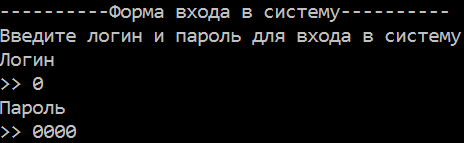 ----------Форма входа в систему----------
Введите логин и пароль для входа в систему
Логин
>> 0
Пароль
>> 0000